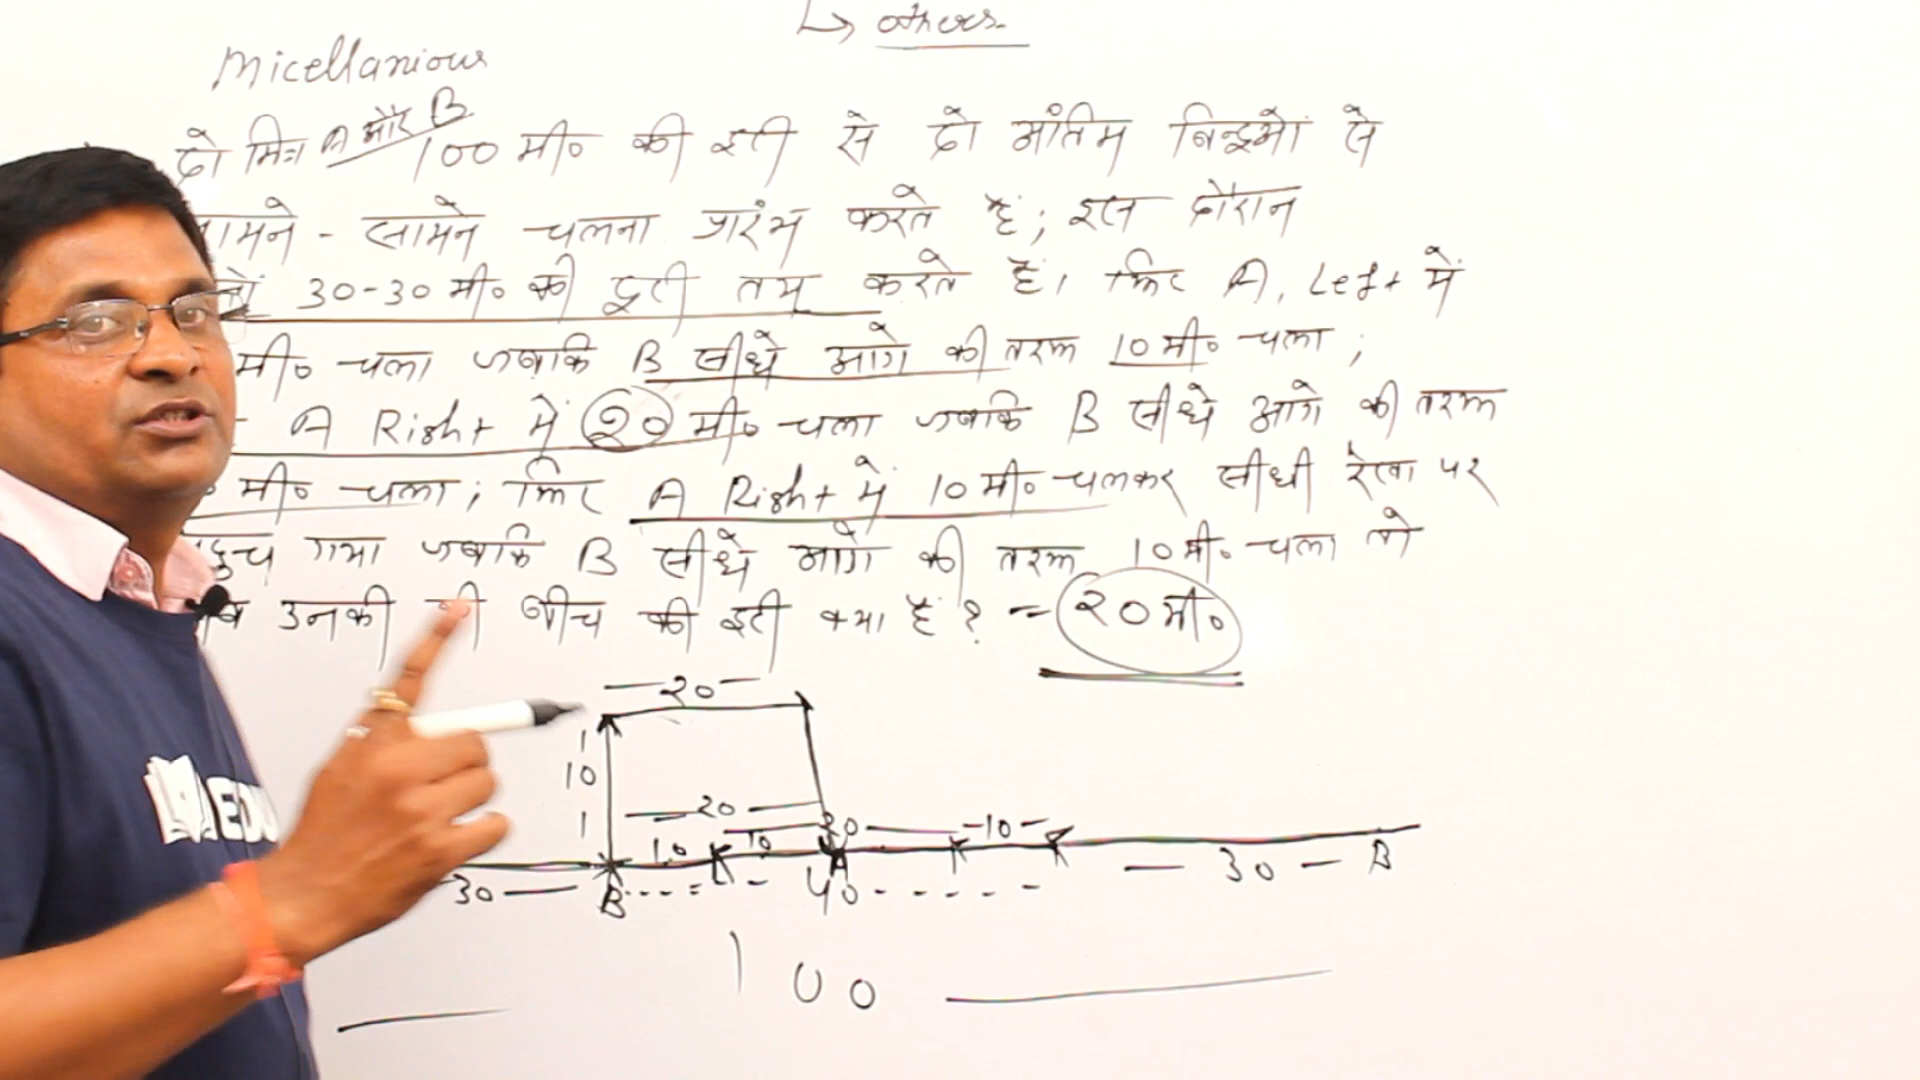 ↳ others
Micellanious
दो मित्र A और B 100 मी० की दूरी से दो अंतिम बिन्दुओं से
सामने - सामने चलना प्रारंभ करते हैं; इस दौरान
30-30 मी० की दूरी तय करते हैं। फिर A, Left में
मी० चला जबकि B सीधे आगे की तरफ 10 मी० चला ;
A Right में 20 मी० चला जबकि B सीधे आगे की तरफ
मी० चला ; फिर A Right में 10 मी० चलकर सीधी रेखा पर
गया जबकि B सीधे आगे की तरफ 10 मी० चला तो
उनकी बीच की दूरी क्या है ? = 20 मी०
20
10
20
10 10 20 10
30 B 40 A 30 B
100
EDU